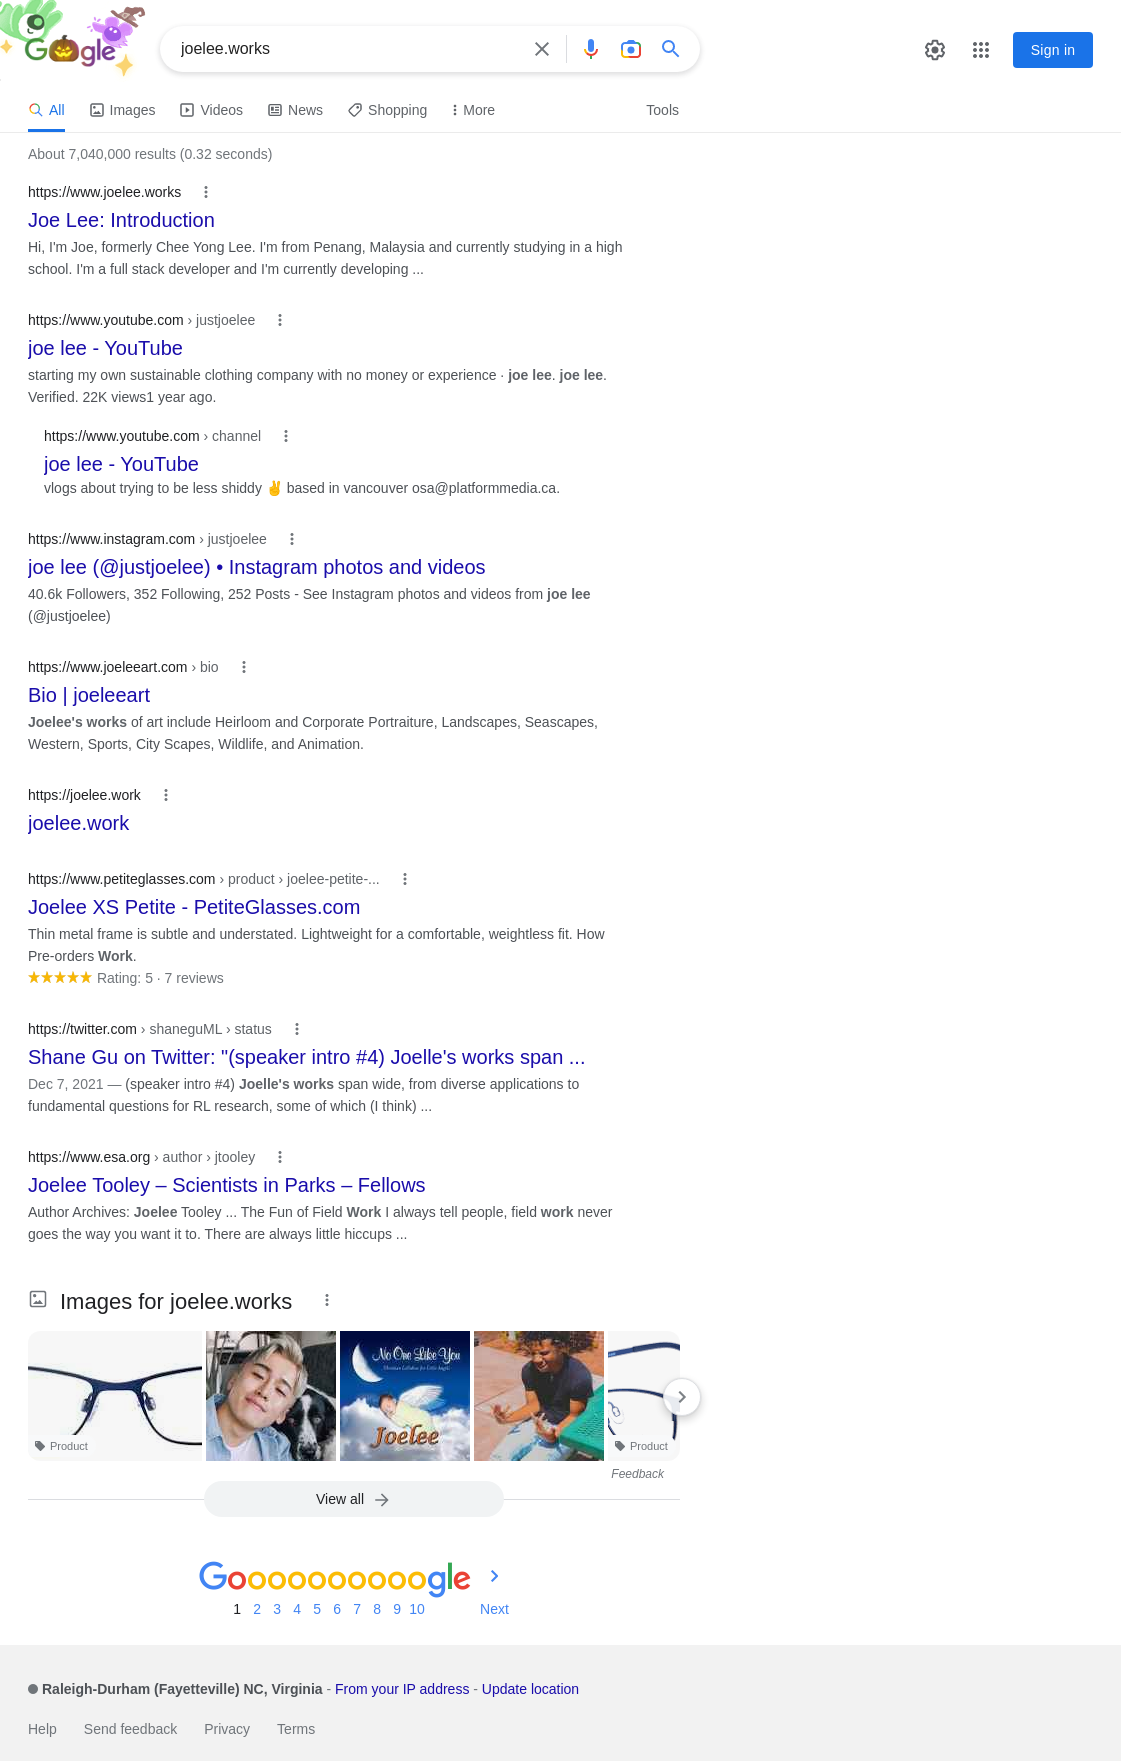 Google
joelee.works
Sign in
All
Images
Videos
News
Shopping
More
Tools
About 7,040,000 results (0.32 seconds)
https://www.joelee.works
Joe Lee: Introduction
Hi, I'm Joe, formerly Chee Yong Lee. I'm from Penang, Malaysia and currently studying in a high
school. I'm a full stack developer and I'm currently developing ...
https://www.youtube.com › justjoelee
joe lee - YouTube
starting my own sustainable clothing company with no money or experience · joe lee. joe lee.
Verified. 22K views1 year ago.
https://www.youtube.com › channel
joe lee - YouTube
vlogs about trying to be less shiddy ✌️ based in vancouver osa@platformmedia.ca.
https://www.instagram.com › justjoelee
joe lee (@justjoelee) • Instagram photos and videos
40.6k Followers, 352 Following, 252 Posts - See Instagram photos and videos from joe lee
(@justjoelee)
https://www.joeleeart.com › bio
Bio | joeleeart
Joelee's works of art include Heirloom and Corporate Portraiture, Landscapes, Seascapes,
Western, Sports, City Scapes, Wildlife, and Animation.
https://joelee.work
joelee.work
https://www.petiteglasses.com › product › joelee-petite-...
Joelee XS Petite - PetiteGlasses.com
Thin metal frame is subtle and understated. Lightweight for a comfortable, weightless fit. How
Pre-orders Work.
★★★★★ Rating: 5 · 7 reviews
https://twitter.com › shaneguML › status
Shane Gu on Twitter: "(speaker intro #4) Joelle's works span ...
Dec 7, 2021 — (speaker intro #4) Joelle's works span wide, from diverse applications to
fundamental questions for RL research, some of which (I think) ...
https://www.esa.org › author › jtooley
Joelee Tooley – Scientists in Parks – Fellows
Author Archives: Joelee Tooley ... The Fun of Field Work I always tell people, field work never
goes the way you want it to. There are always little hiccups ...
Images for joelee.works
No One Like You
Joelee
Product
Product
Feedback
View all
Goooooooooogle
1 2 3 4 5 6 7 8 9 10 Next
Raleigh-Durham (Fayetteville) NC, Virginia - From your IP address - Update location
Help Send feedback Privacy Terms